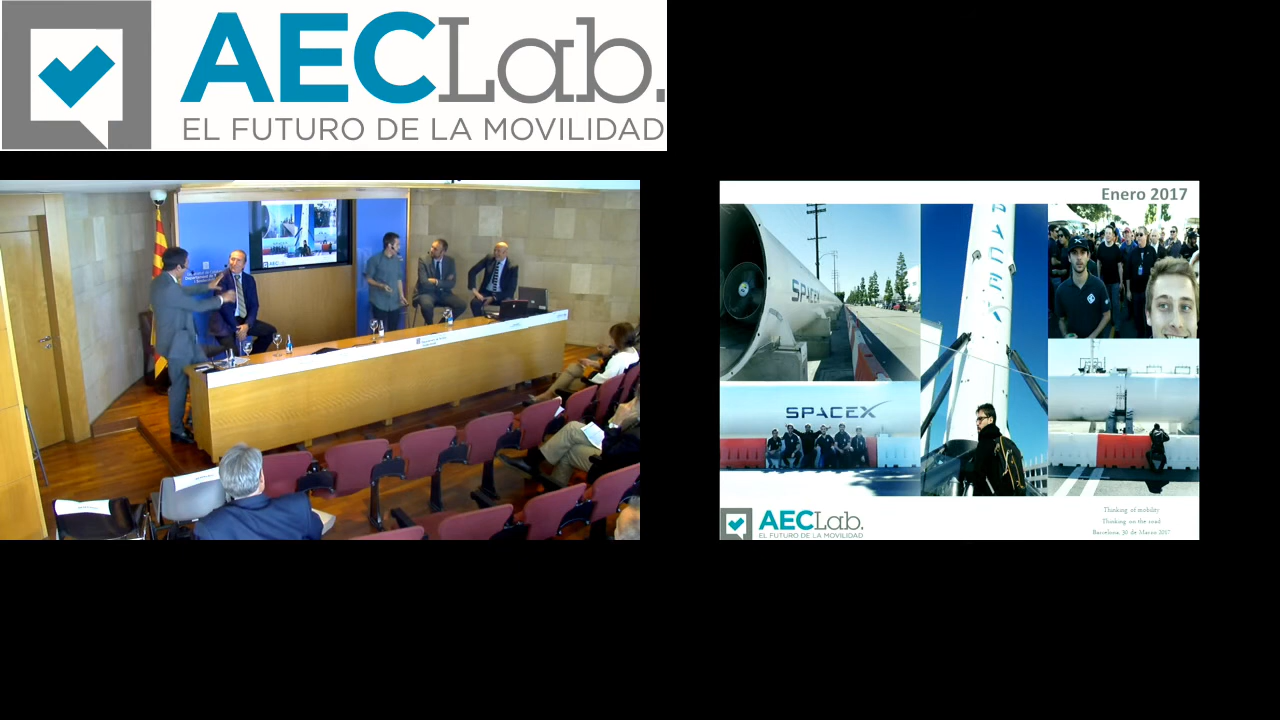 AECLab.
EL FUTURO DE LA MOVILIDAD
Enero 2017
SPACEX
SPACEX
SPACEX
AECLab.
EL FUTURO DE LA MOVILIDAD
Thinking of mobility
Thinking on the road
Barcelona, 30 de Marzo 2017